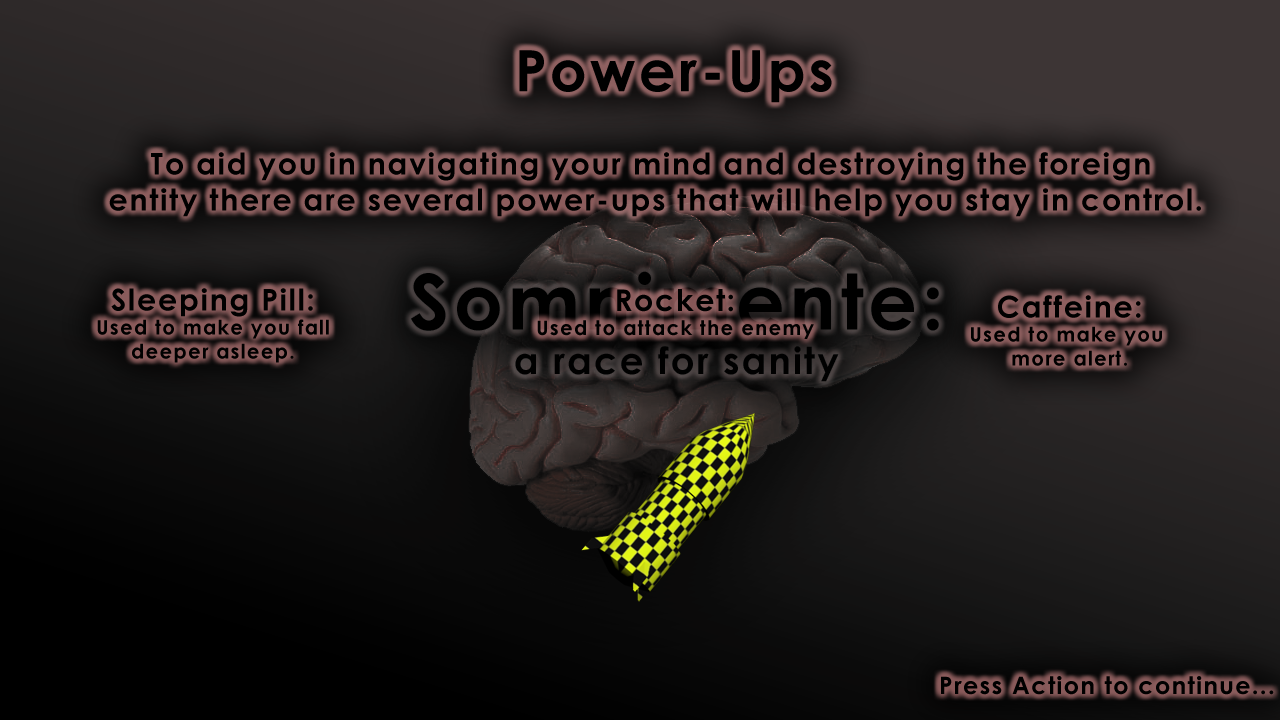 Power-Ups
To aid you in navigating your mind and destroying the foreign
entity there are several power-ups that will help you stay in control.
Sleeping Pill:
Used to make you fall
deeper asleep.
Rocket:
Used to attack the enemy
Caffeine:
Used to make you
more alert.
a race for sanity
Press Action to continue...